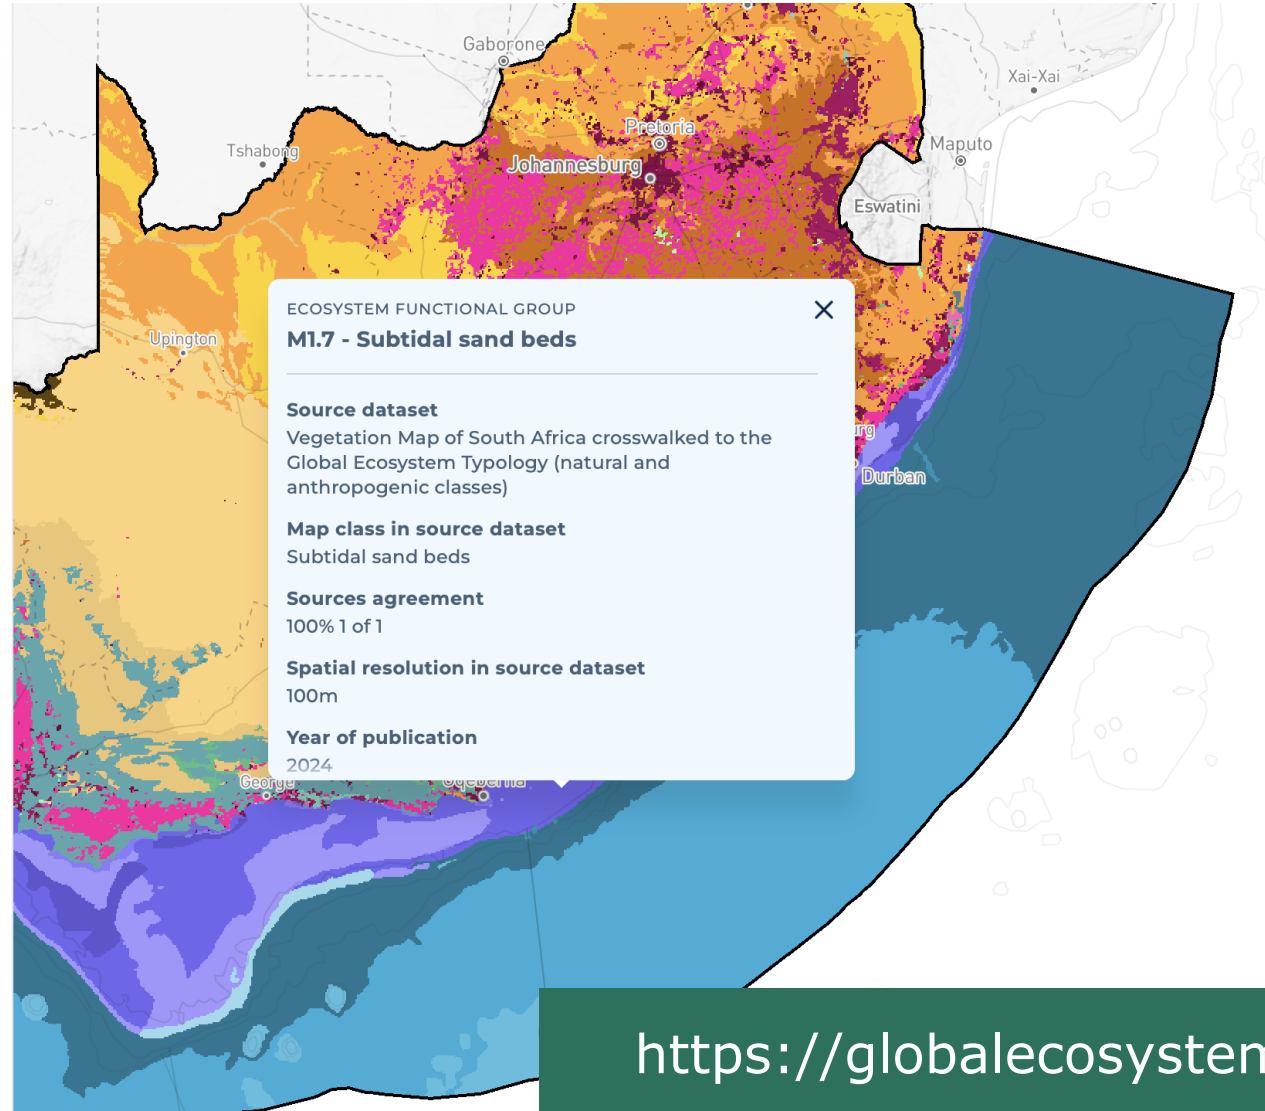 Gaborone
Xai-Xai
Pretoria
Tshabong
Johannesburg
Maputo
Eswatini
Upington
ECOSYSTEM FUNCTIONAL GROUP
M1.7 - Subtidal sand beds
Source dataset
Vegetation Map of South Africa crosswalked to the
Global Ecosystem Typology (natural and
anthropogenic classes)
Map class in source dataset
Subtidal sand beds
Sources agreement
100% 1 of 1
Spatial resolution in source dataset
100m
Year of publication
2024
Durban
George
https://globalecosystem